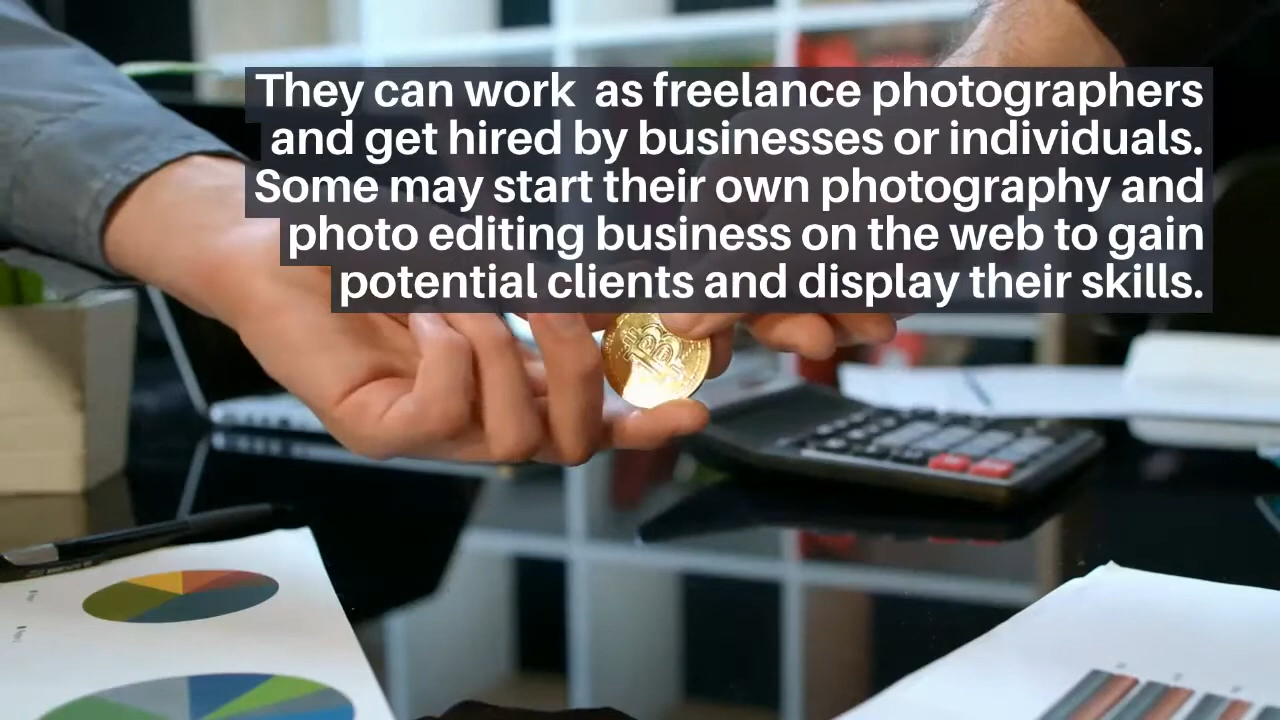 They can work  as freelance photographers
and get hired by businesses or individuals.
Some may start their own photography and
photo editing business on the web to gain
potential clients and display their skills.